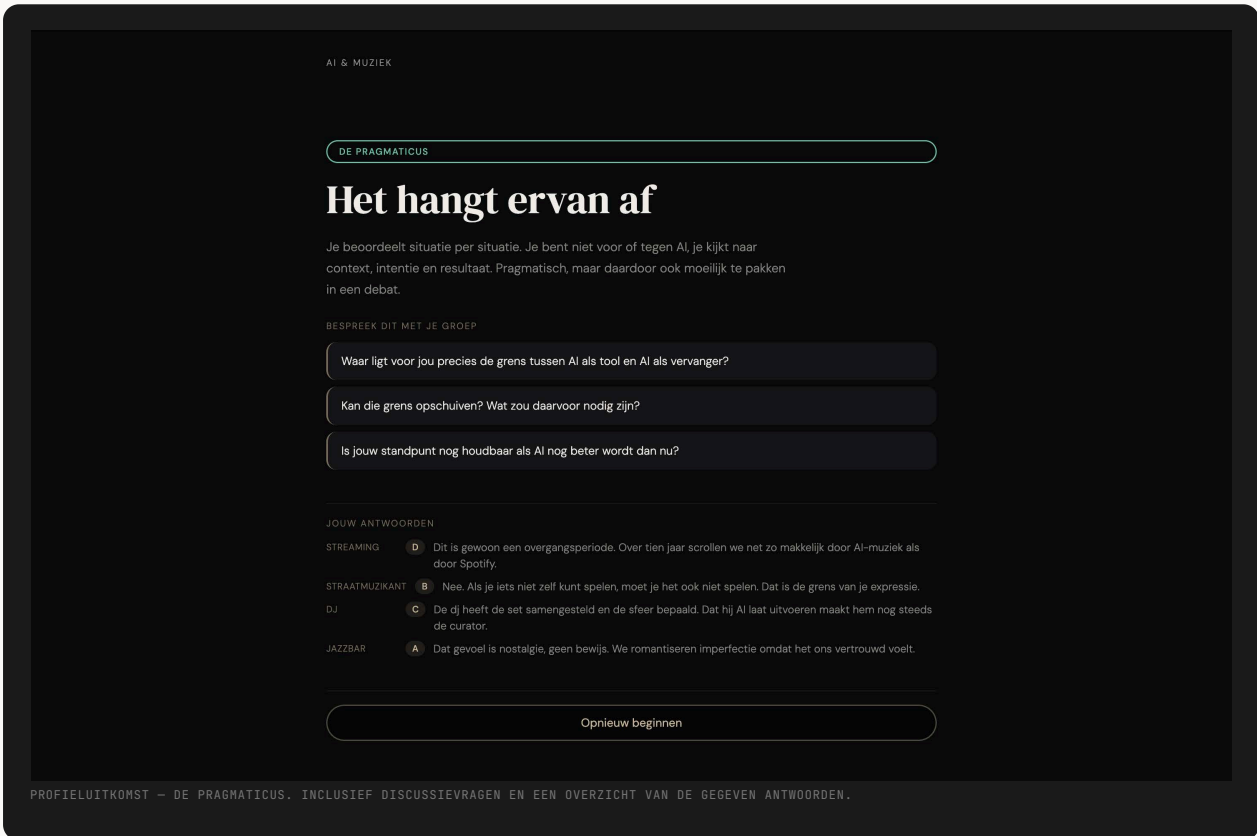 AI & MUZIEK
DE PRAGMATICUS
Het hangt ervan af
Je beoordeelt situatie per situatie. Je bent niet voor of tegen AI, je kijkt naar
context, intentie en resultaat. Pragmatisch, maar daardoor ook moeilijk te pakken
in een debat.
BESPREEK DIT MET JE GROEP
Waar ligt voor jou precies de grens tussen AI als tool en AI als vervanger?
Kan die grens opschuiven? Wat zou daarvoor nodig zijn?
Is jouw standpunt nog houdbaar als AI nog beter wordt dan nu?
JOUW ANTWOORDEN
STREAMING D Dit is gewoon een overgangsperiode. Over tien jaar scrollen we net zo makkelijk door AI-muziek als
door Spotify.
STRAATMUZIKANT B Nee. Als je iets niet zelf kunt spelen, moet je het ook niet spelen. Dat is de grens van je expressie.
DJ C De dj heeft de set samengesteld en de sfeer bepaald. Dat hij AI laat uitvoeren maakt hem nog steeds
de curator.
JAZZBAR A Dat gevoel is nostalgie, geen bewijs. We romantiseren imperfectie omdat het ons vertrouwd voelt.
Opnieuw beginnen
PROFIELUITKOMST — DE PRAGMATICUS. INCLUSIEF DISCUSSIEVRAGEN EN EEN OVERZICHT VAN DE GEGEVEN ANTWOORDEN.